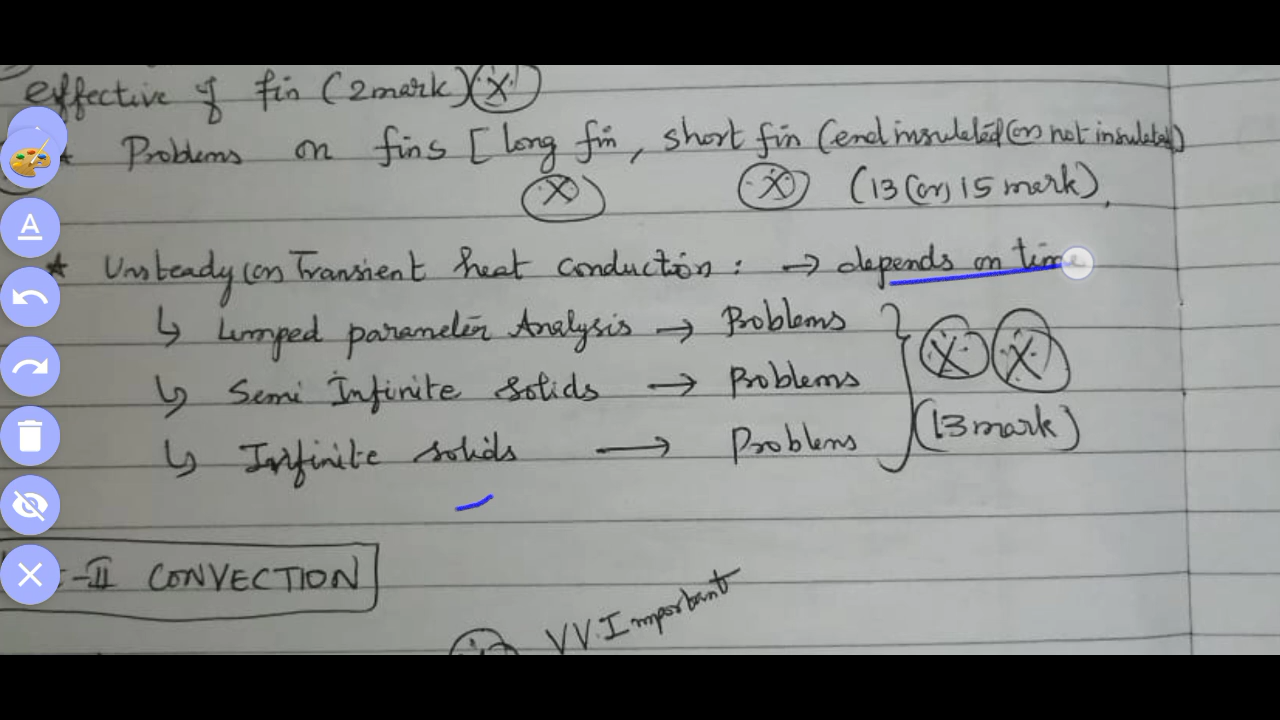 effective of fin (2mark) X
* Problems on fins [long fin, short fin (end insulated (or) not insulated)
X X (13 (or) 15 mark),
* Unsteady (or) Transient heat conduction: → depends on time
↳ Lumped parameter Analysis → Problems
↳ Semi Infinite solids → Problems } X X
↳ Infinite solids → Problems (13 mark)
-II CONVECTION
VV. Important
A